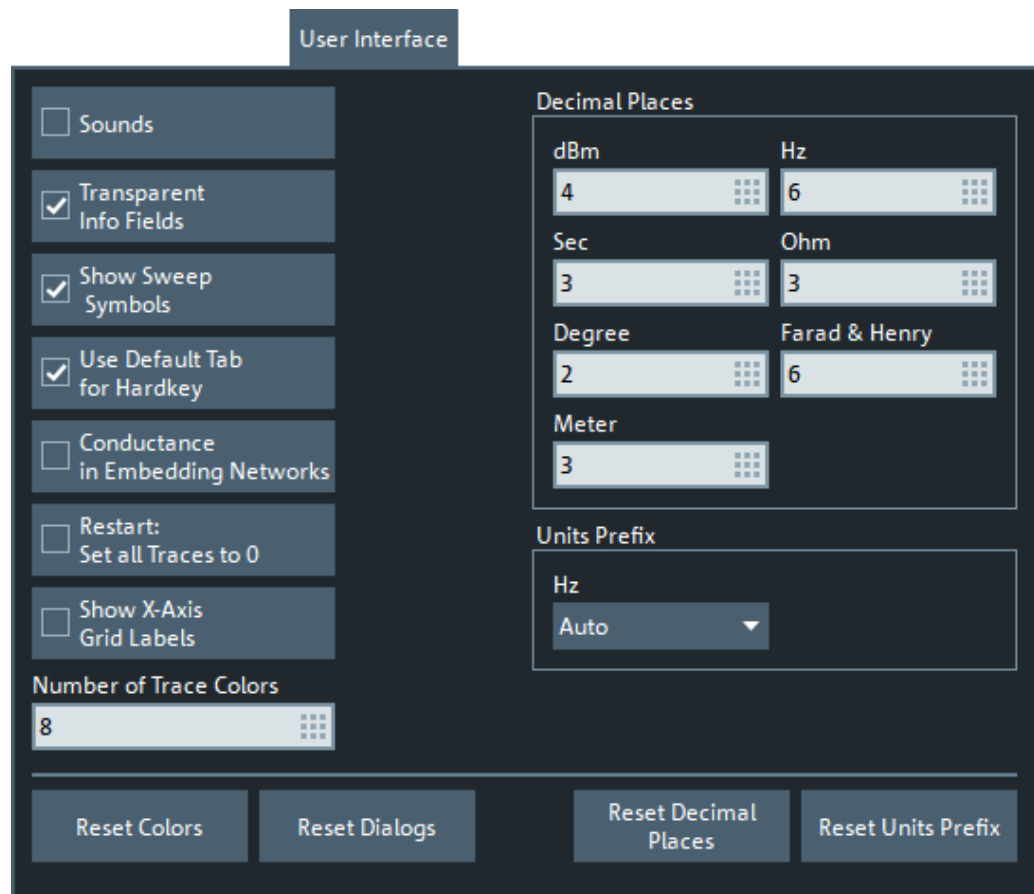 User Interface
Sounds
Transparent
Info Fields
Show Sweep
Symbols
Use Default Tab
for Hardkey
Conductance
in Embedding Networks
Restart:
Set all Traces to 0
Show X-Axis
Grid Labels
Number of Trace Colors
8
Decimal Places
dBm
Hz
4
6
Sec
Ohm
3
3
Degree
Farad & Henry
2
6
Meter
3
Units Prefix
Hz
Auto
Reset Colors
Reset Dialogs
Reset Decimal
Places
Reset Units Prefix